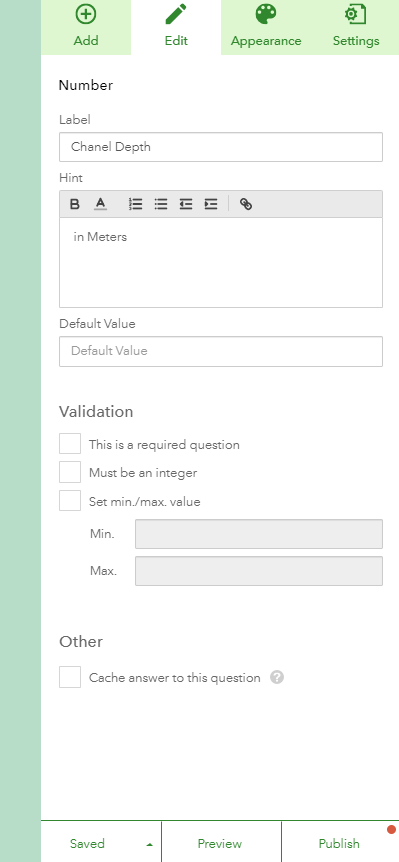 Add Edit Appearance Settings
Number
Label
Chanel Depth
Hint
B A
in Meters
Default Value
Default Value
Validation
This is a required question
Must be an integer
Set min./max. value
Min.
Max.
Other
Cache answer to this question ?
Saved Preview Publish